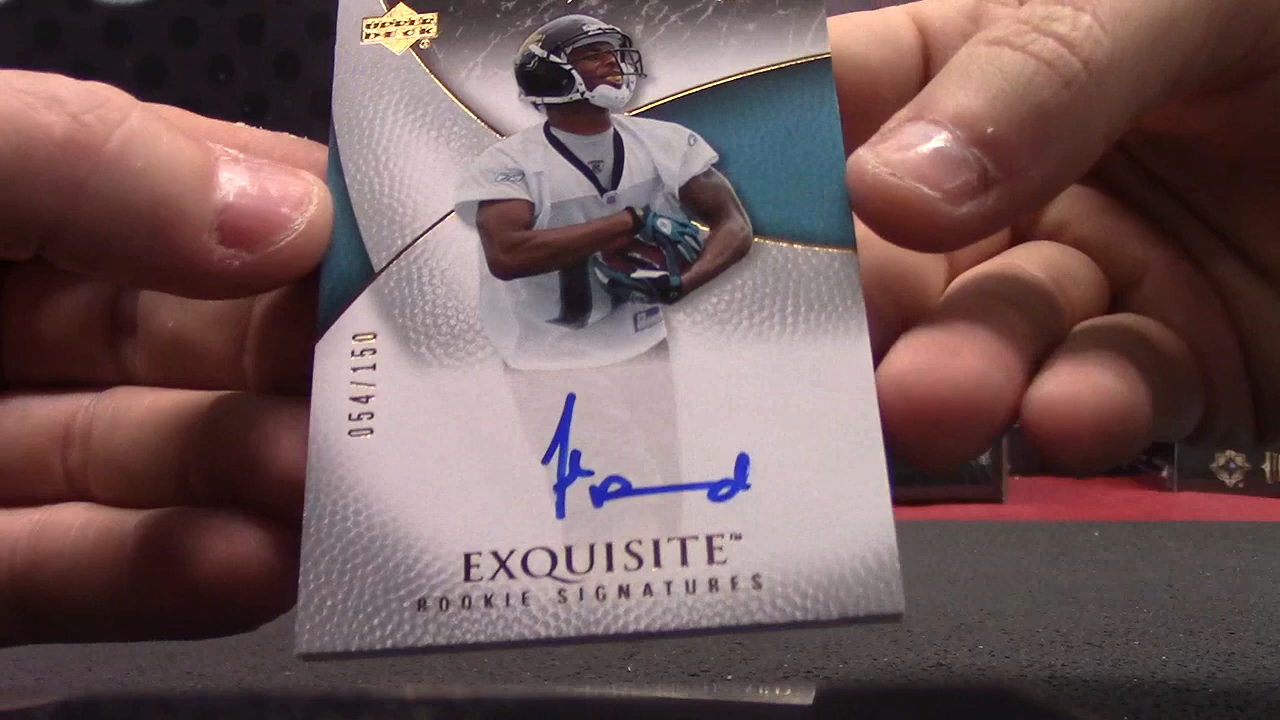 UPPER
DECK
054/150
EXQUISITE™
ROOKIE SIGNATURES